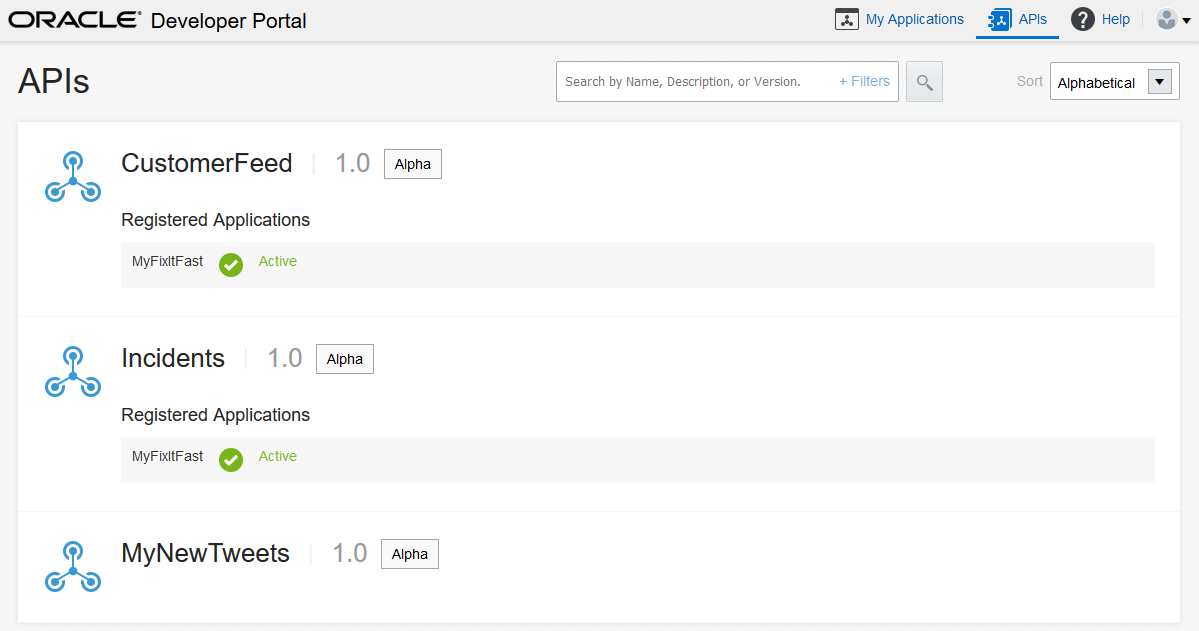 ORACLE® Developer Portal
My Applications
APIs
? Help
APIs
Search by Name, Description, or Version. + Filters
Sort Alphabetical
CustomerFeed 1.0 Alpha
Registered Applications
MyFixItFast Active
Incidents 1.0 Alpha
Registered Applications
MyFixItFast Active
MyNewTweets 1.0 Alpha